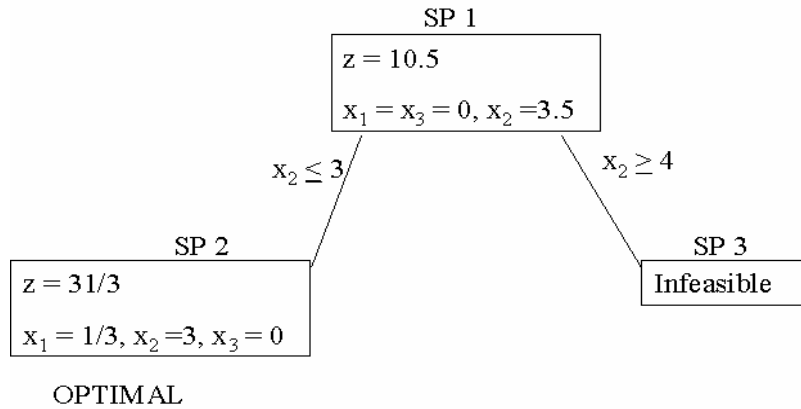 SP 1
z = 10.5
x₁ = x₃ = 0, x₂ =3.5
x₂ ≤ 3
x₂ ≥ 4
SP 2
SP 3
z = 31/3
Infeasible
x₁ = 1/3, x₂ =3, x₃ = 0
OPTIMAL